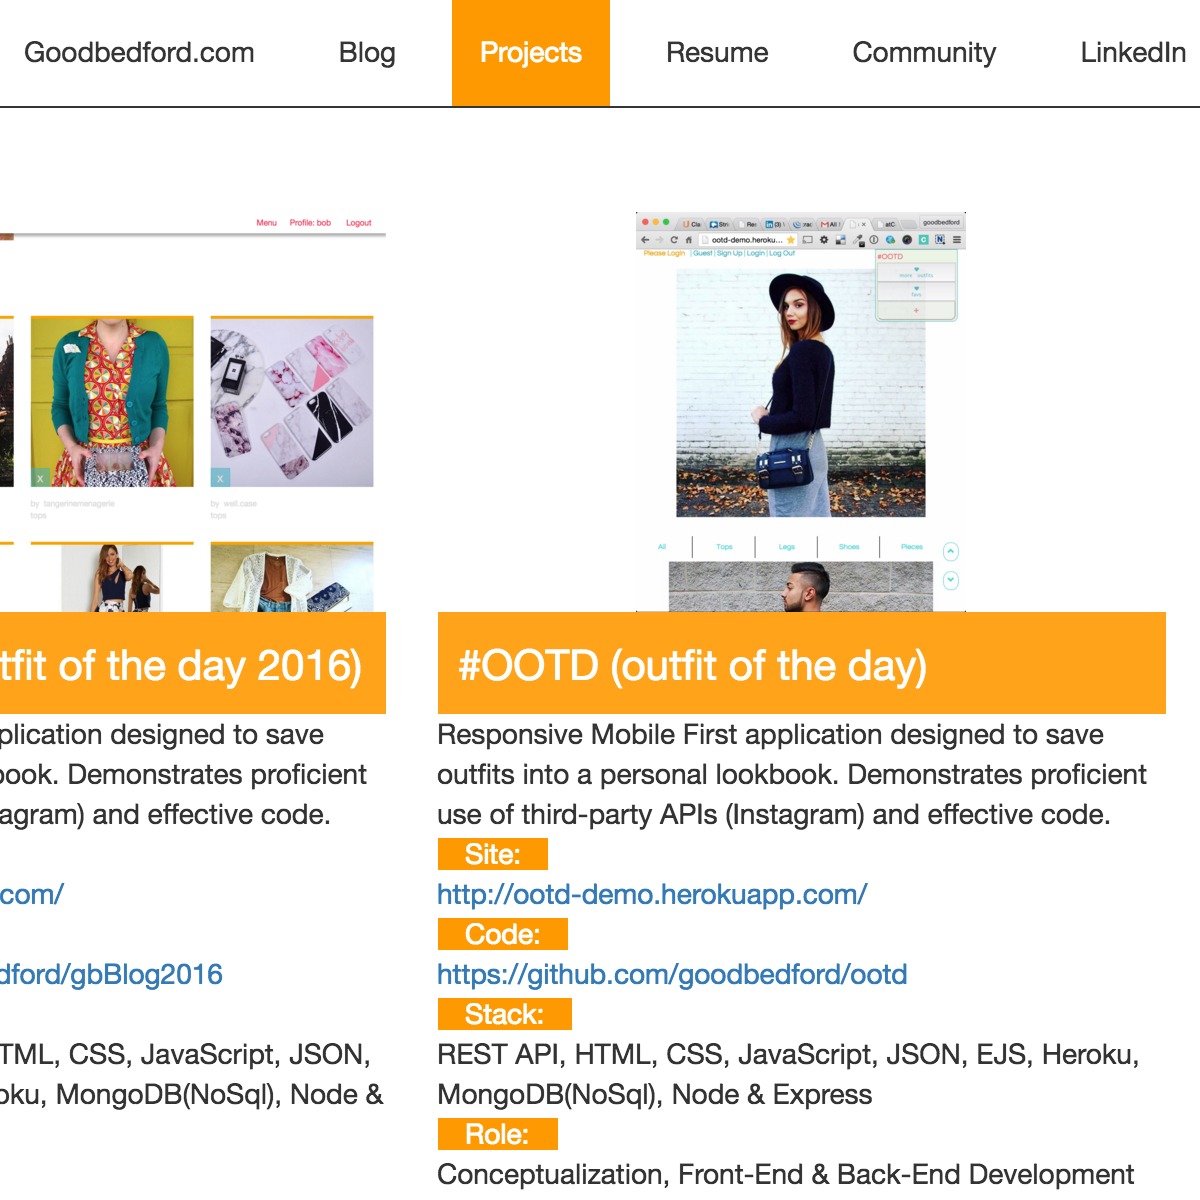 Goodbedford.com Blog Projects Resume Community LinkedIn
Menu Profile: bob Logout
x
x
by tangerinemenagerie
tops
by well.case
tops
tfit of the day 2016)
plication designed to save
ook. Demonstrates proficient
agram) and effective code.
com/
dford/gbBlog2016
TML, CSS, JavaScript, JSON,
oku, MongoDB(NoSql), Node &
goodbedford
ootd-demo.heroku...
Please Login | Guest | Sign Up | Login | Log Out
#OOTD
more outfits
favs
+
All Tops Legs Shoes Pieces
#OOTD (outfit of the day)
Responsive Mobile First application designed to save
outfits into a personal lookbook. Demonstrates proficient
use of third-party APIs (Instagram) and effective code.
Site:
http://ootd-demo.herokuapp.com/
Code:
https://github.com/goodbedford/ootd
Stack:
REST API, HTML, CSS, JavaScript, JSON, EJS, Heroku,
MongoDB(NoSql), Node & Express
Role:
Conceptualization, Front-End & Back-End Development